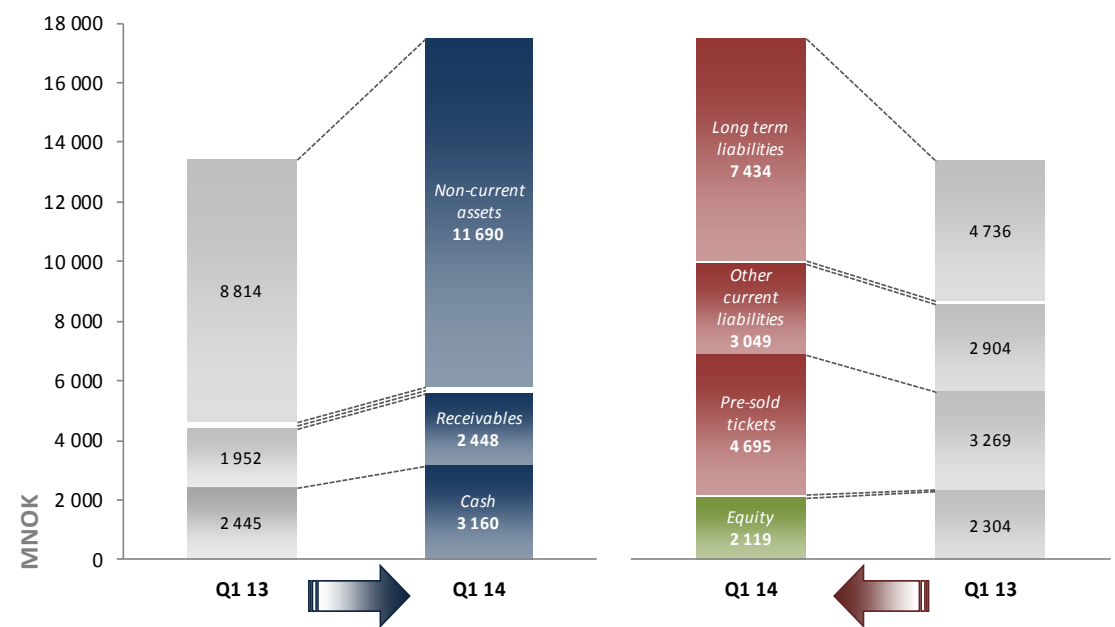 18 000
16 000
14 000
12 000
10 000
8 000
6 000
4 000
2 000
0
MNOK
8 814
1 952
2 445
Q1 13
Non-current
assets
11 690
Receivables
2 448
Cash
3 160
Q1 14
Long term
liabilities
7 434
Other
current
liabilities
3 049
Pre-sold
tickets
4 695
Equity
2 119
Q1 14
4 736
2 904
3 269
2 304
Q1 13